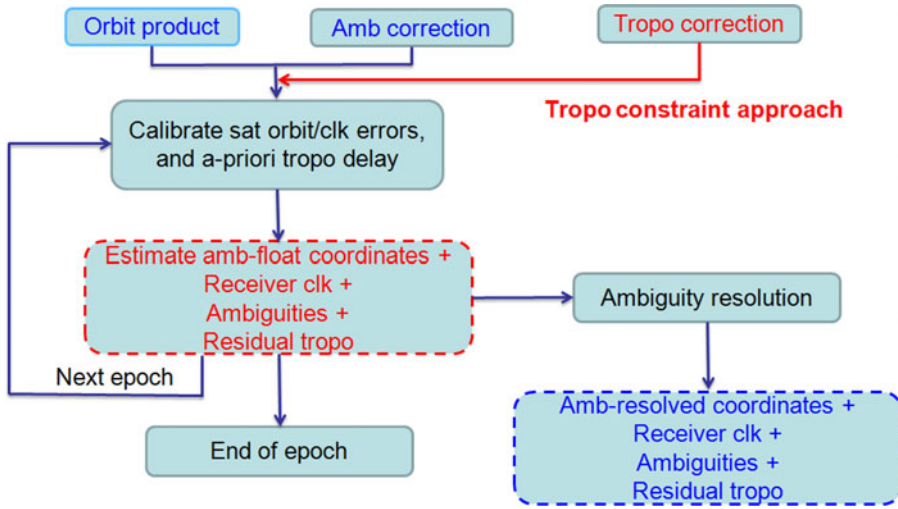 Orbit product
Amb correction
Tropo correction
Tropo constraint approach
Calibrate sat orbit/clk errors,
and a-priori tropo delay
Estimate amb-float coordinates +
Receiver clk +
Ambiguities +
Residual tropo
Ambiguity resolution
Next epoch
End of epoch
Amb-resolved coordinates +
Receiver clk +
Ambiguities +
Residual tropo